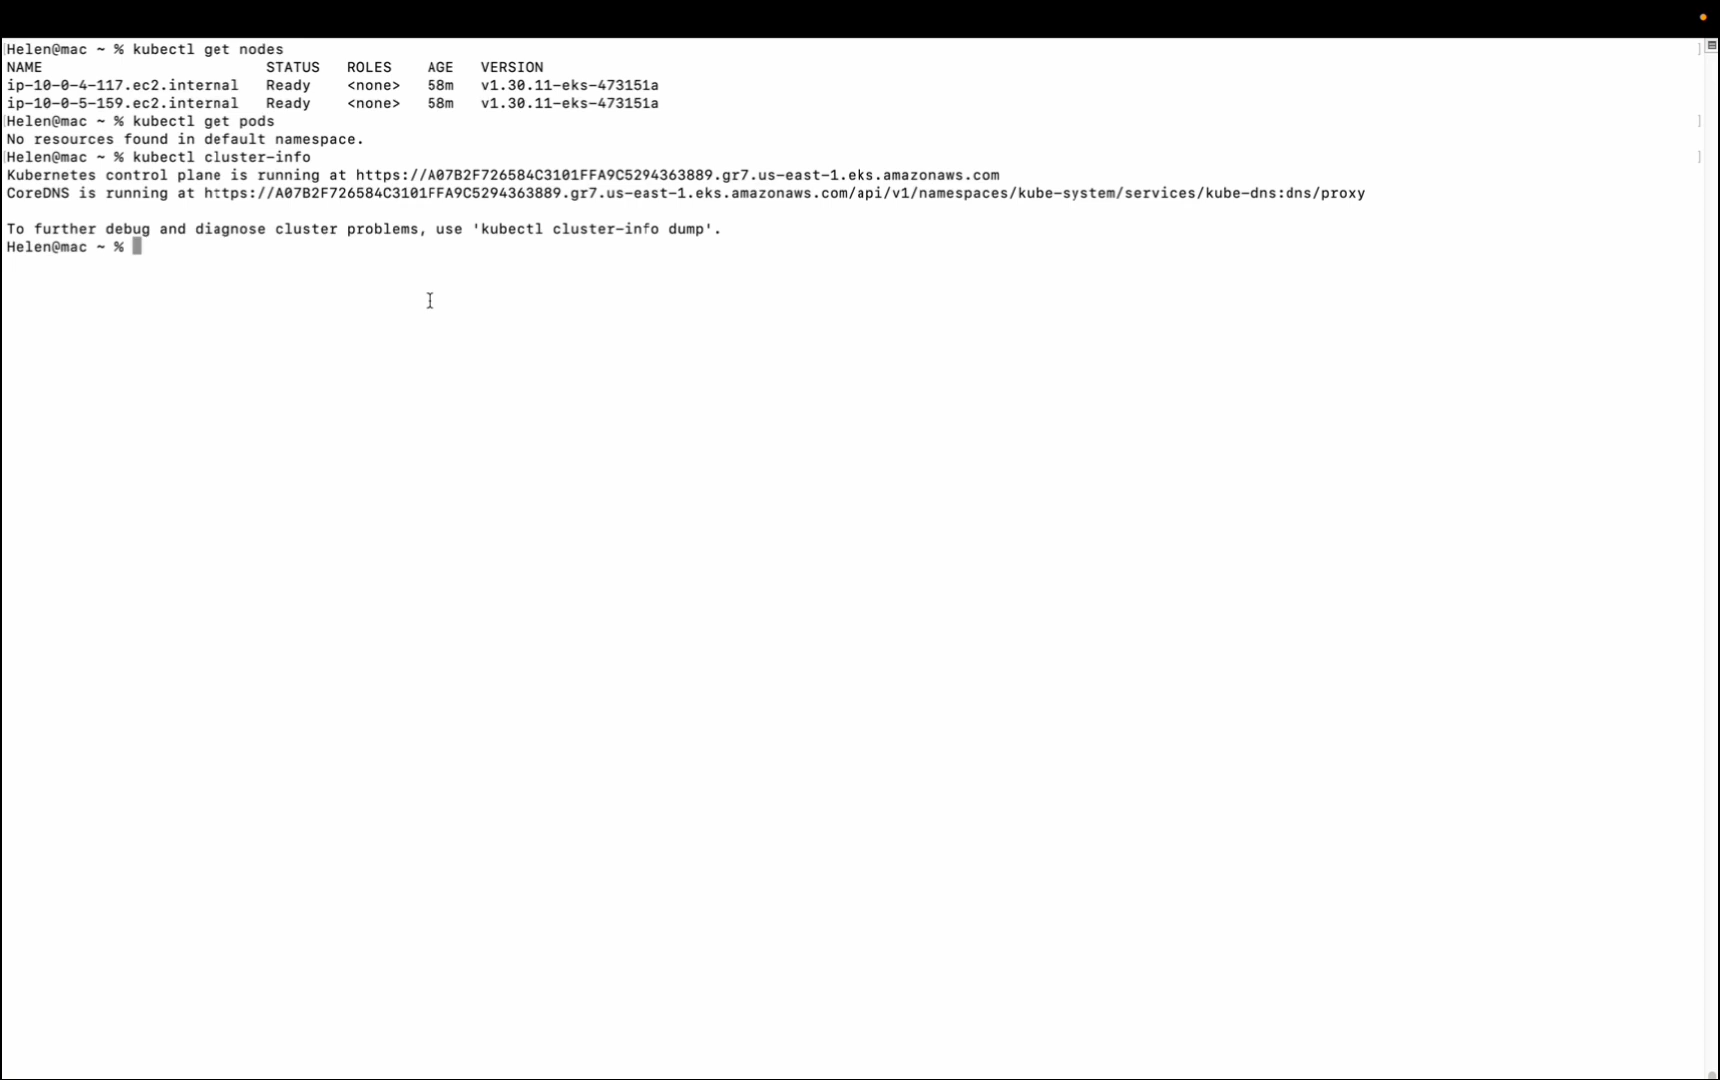 Helen@mac ~ % kubectl get nodes
NAME                         STATUS   ROLES    AGE   VERSION
ip-10-0-4-117.ec2.internal   Ready    <none>   58m   v1.30.11-eks-473151a
ip-10-0-5-159.ec2.internal   Ready    <none>   58m   v1.30.11-eks-473151a
Helen@mac ~ % kubectl get pods
No resources found in default namespace.
Helen@mac ~ % kubectl cluster-info
Kubernetes control plane is running at https://A07B2F726584C3101FFA9C5294363889.gr7.us-east-1.eks.amazonaws.com
CoreDNS is running at https://A07B2F726584C3101FFA9C5294363889.gr7.us-east-1.eks.amazonaws.com/api/v1/namespaces/kube-system/services/kube-dns:dns/proxy
To further debug and diagnose cluster problems, use 'kubectl cluster-info dump'.
Helen@mac ~ %